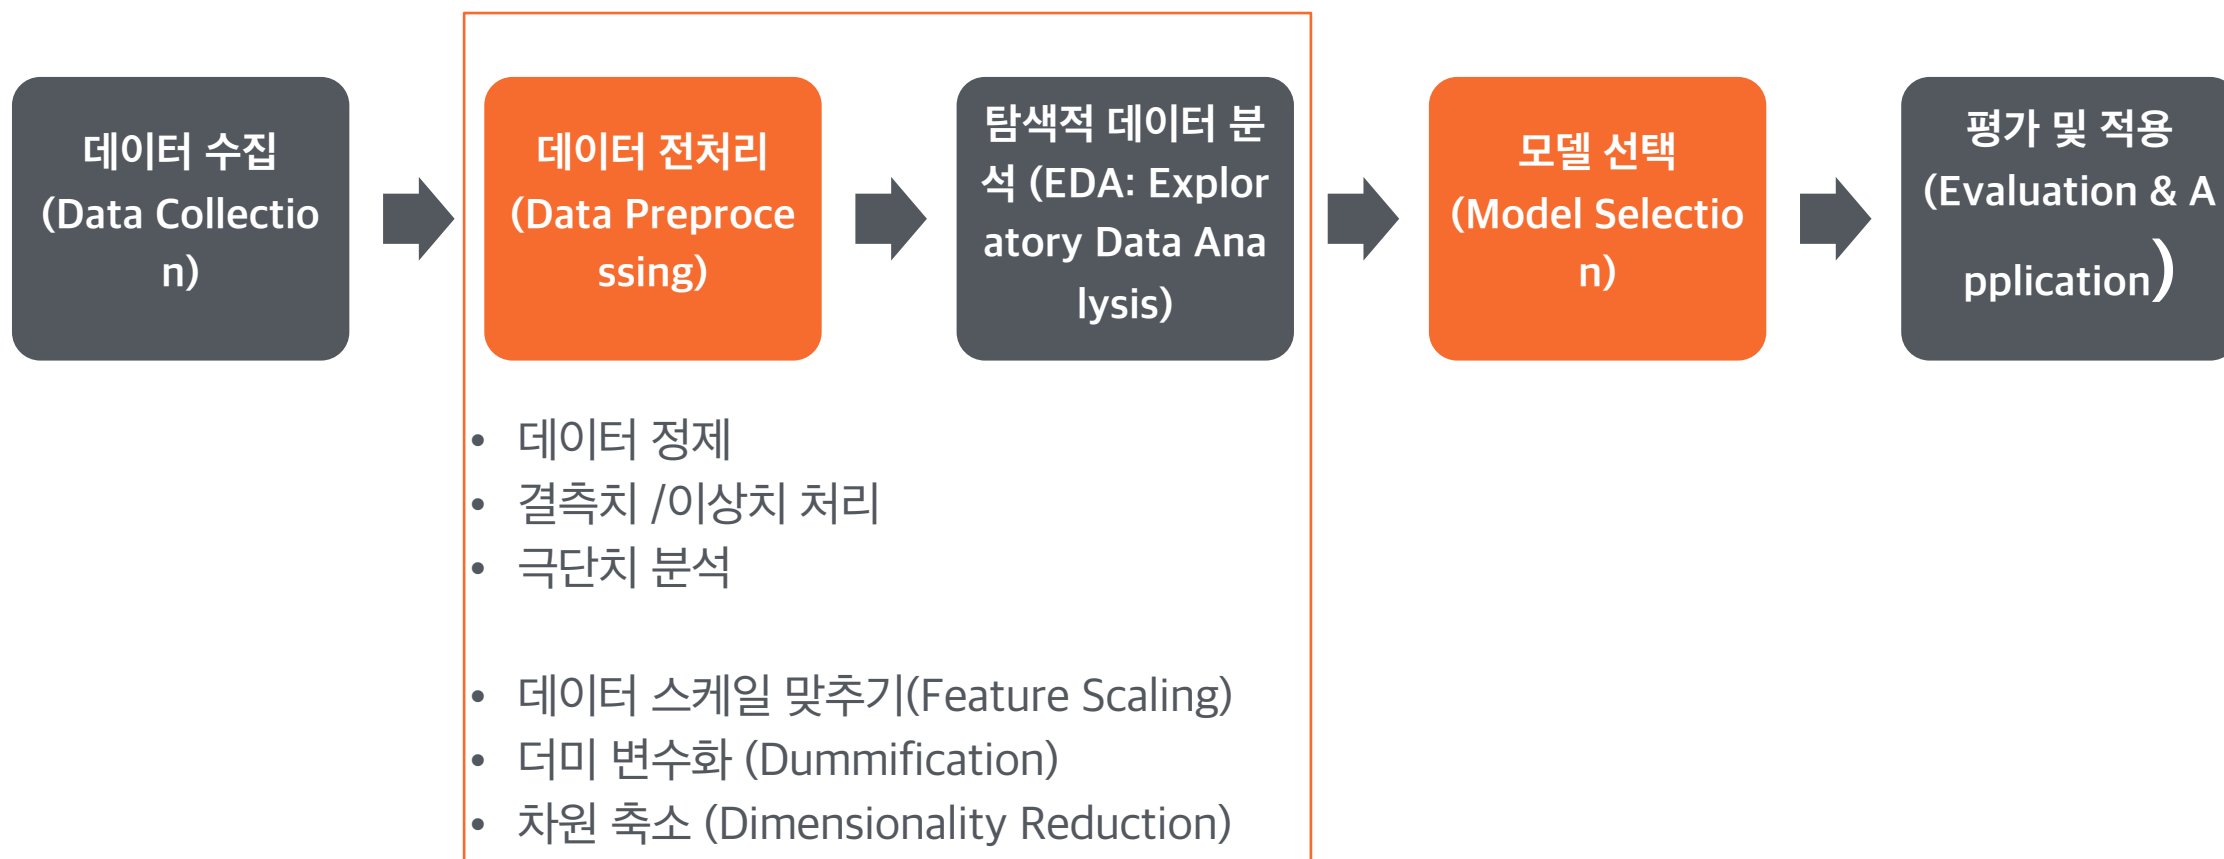 데이터 수집
(Data Collectio
n)
데이터 전처리
(Data Preproce
ssing)
탐색적 데이터 분
석 (EDA: Explor
atory Data Ana
lysis)
모델 선택
(Model Selectio
n)
평가 및 적용
(Evaluation & A
pplication)
• 데이터 정제
• 결측치 /이상치 처리
• 극단치 분석
• 데이터 스케일 맞추기(Feature Scaling)
• 더미 변수화 (Dummification)
• 차원 축소 (Dimensionality Reduction)